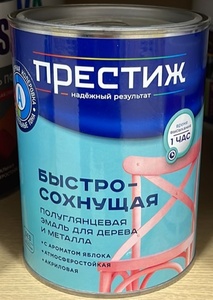 ПРЕСТИЖ
надёжный результат
1 ЧАС
БЫСТРО-
СОХНУЩАЯ
ПОЛУГЛЯНЦЕВАЯ
ЭМАЛЬ ДЛЯ ДЕРЕВА
И МЕТАЛЛА
• С АРОМАТОМ ЯБЛОКА
• АТМОСФЕРОСТОЙКАЯ
• АКРИЛОВАЯ